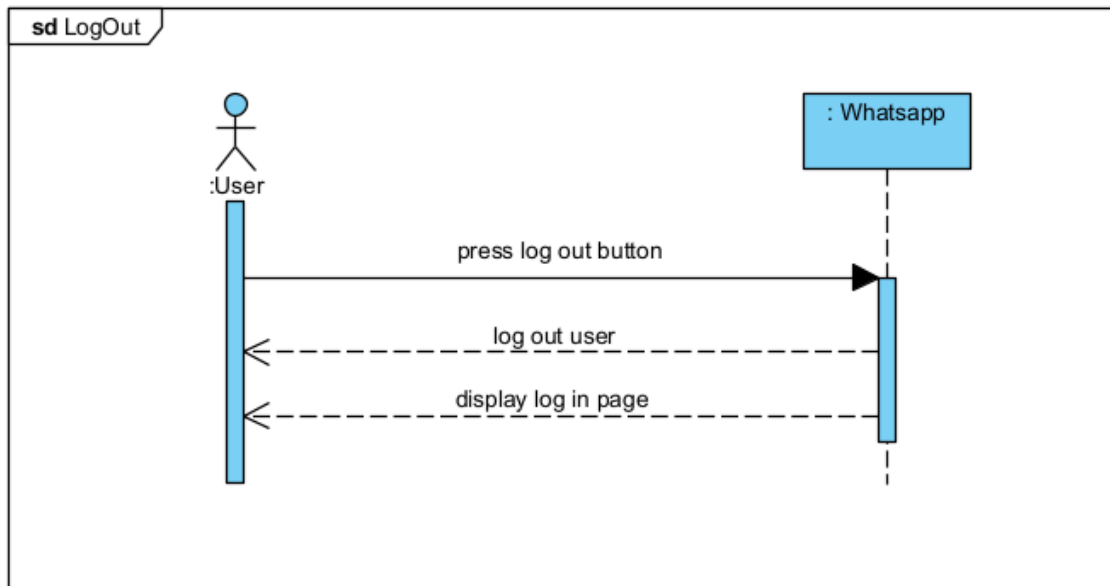 sd LogOut
: Whatsapp
:User
press log out button
log out user
display log in page